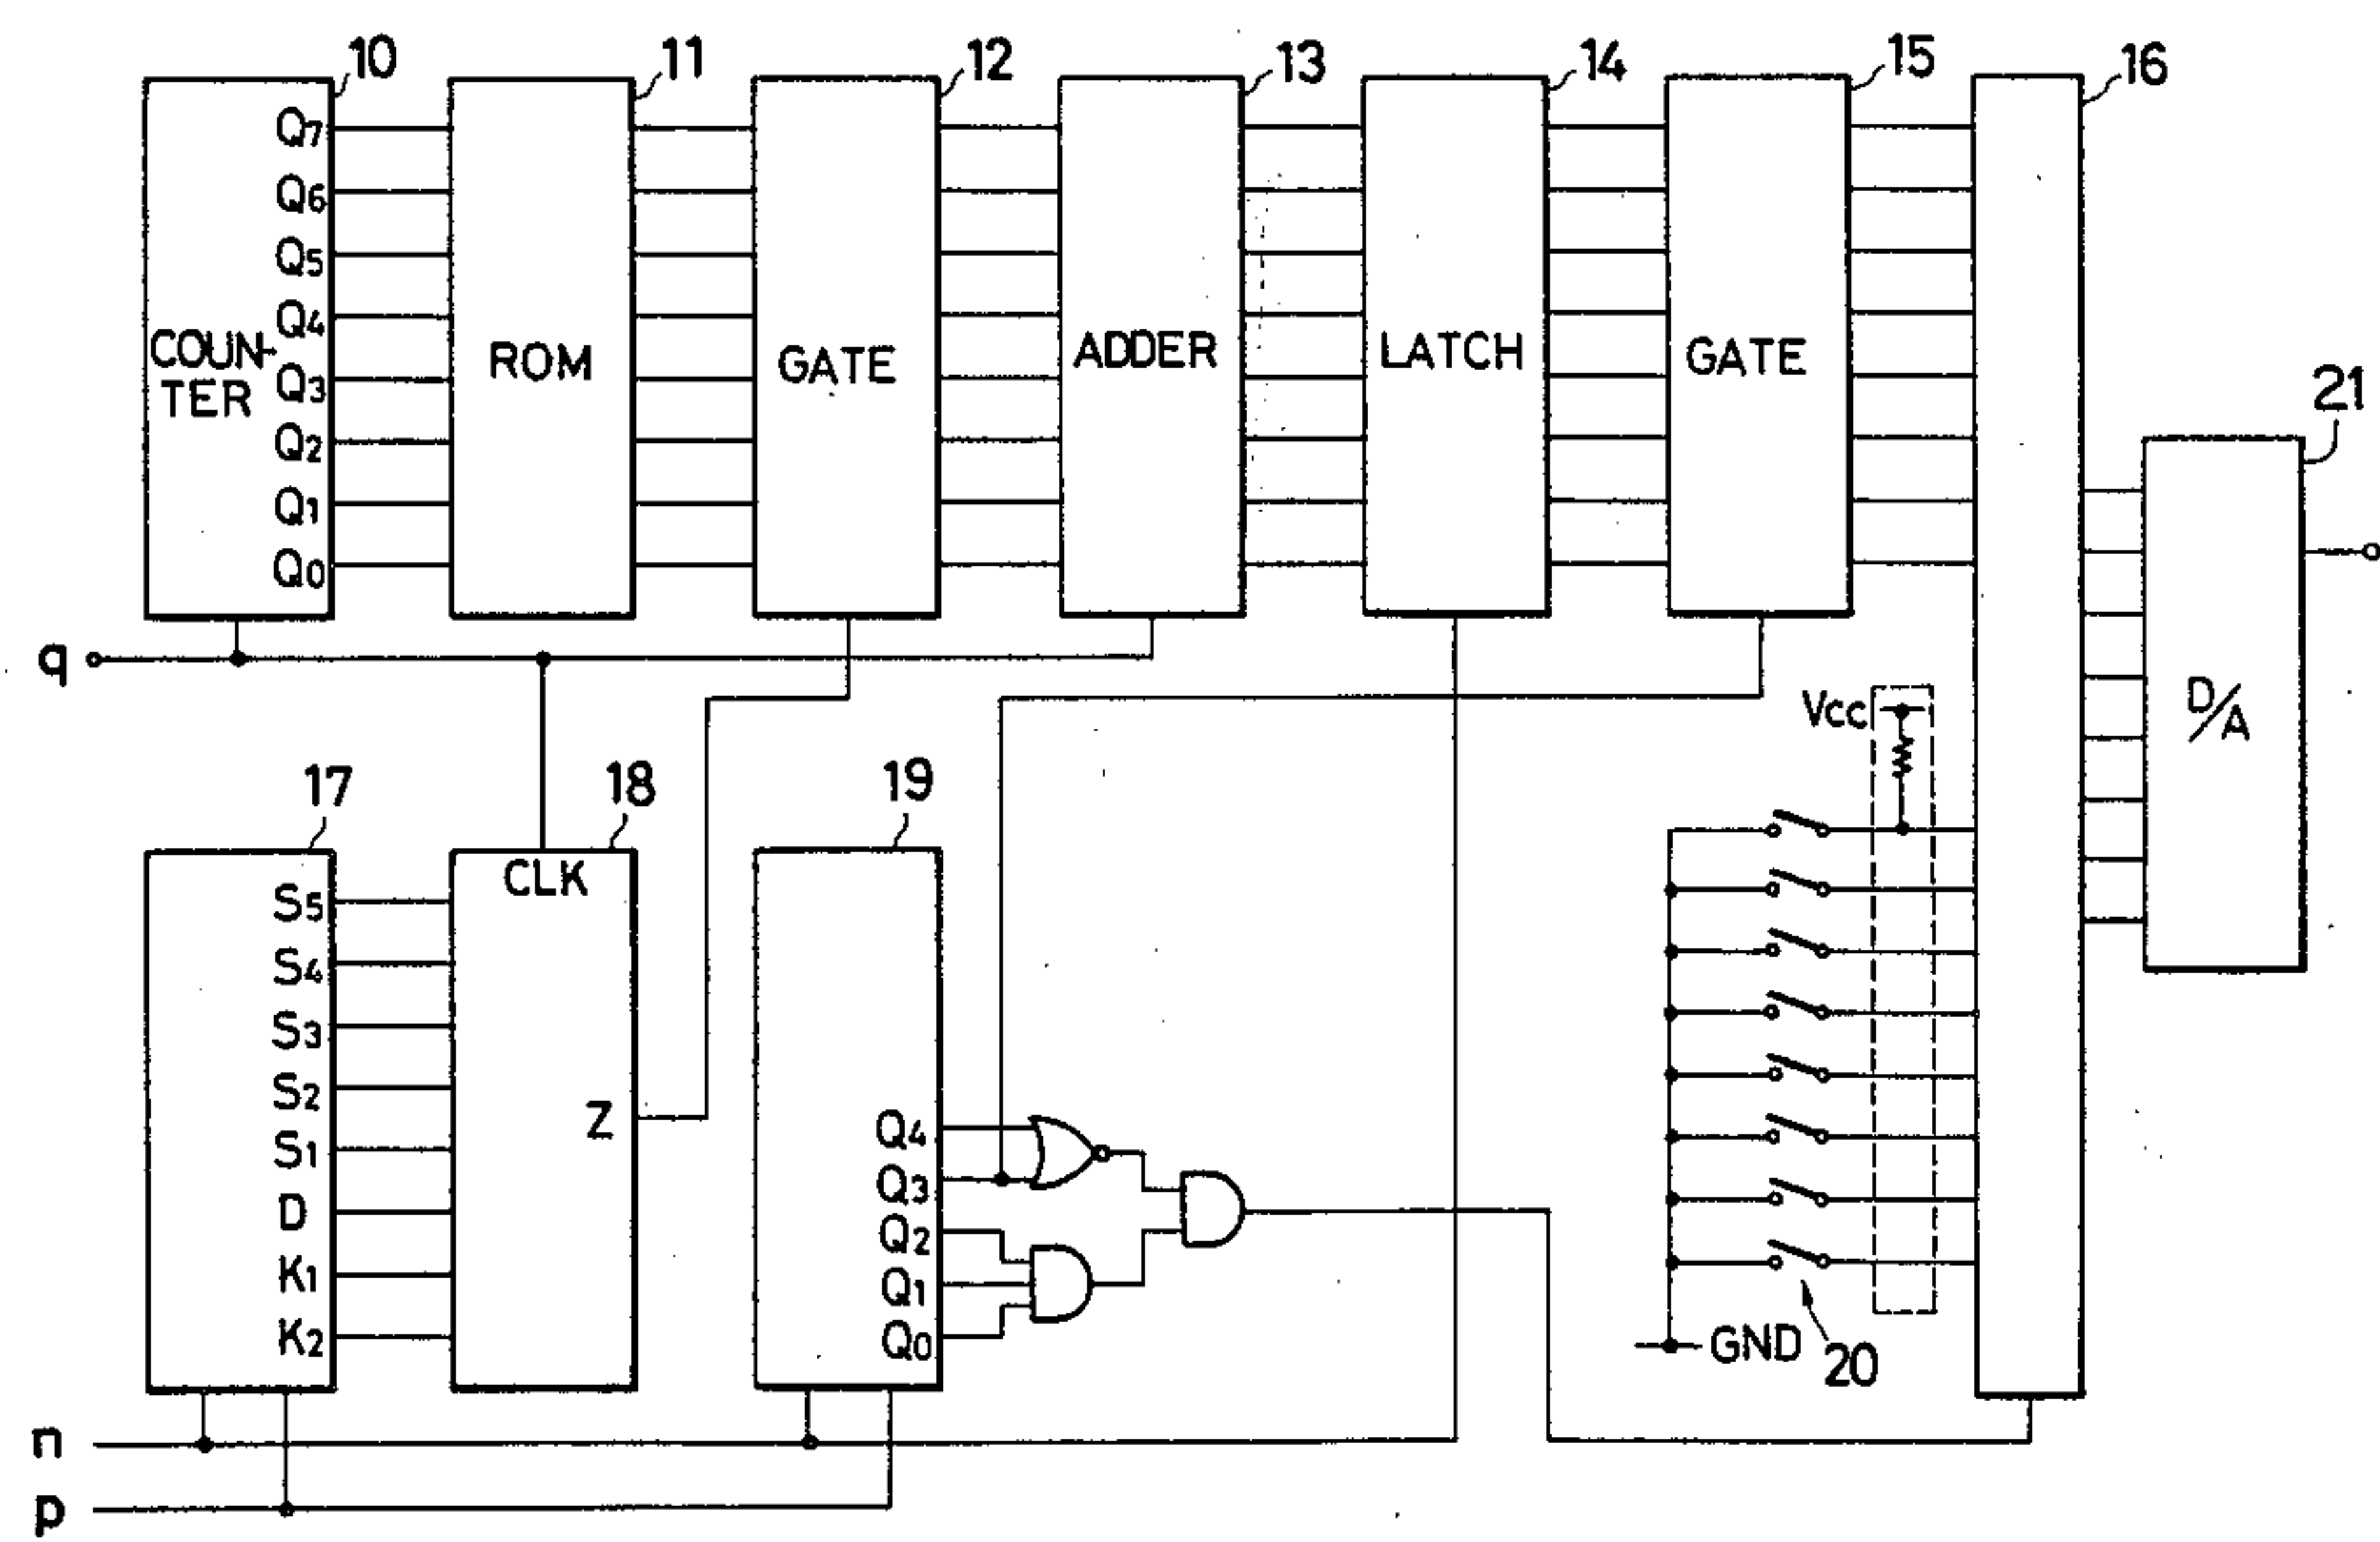 10
11
12
13
14
15
16
Q7
Q6
Q5
Q4
Q3
Q2
Q1
Q0
COUN-
TER
ROM
GATE
ADDER
LATCH
GATE
21
D/A
q
Vcc
17
18
19
CLK
S5
S4
S3
S2
S1
D
K1
K2
Z
Q4
Q3
Q2
Q1
Q0
GND
20
n
p